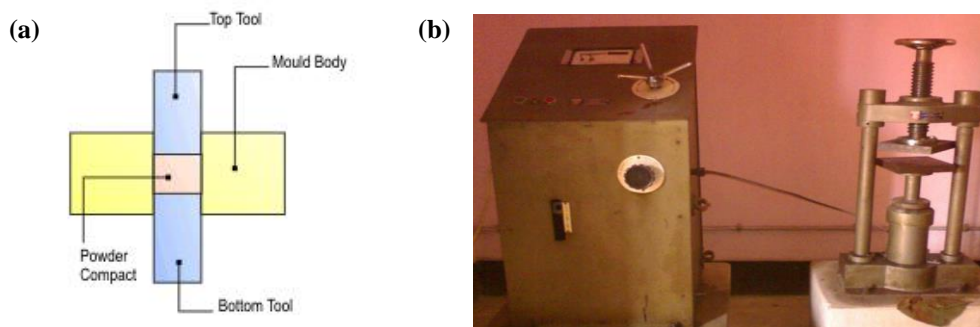 (a)
Top Tool
Mould Body
Powder
Compact
Bottom Tool
(b)